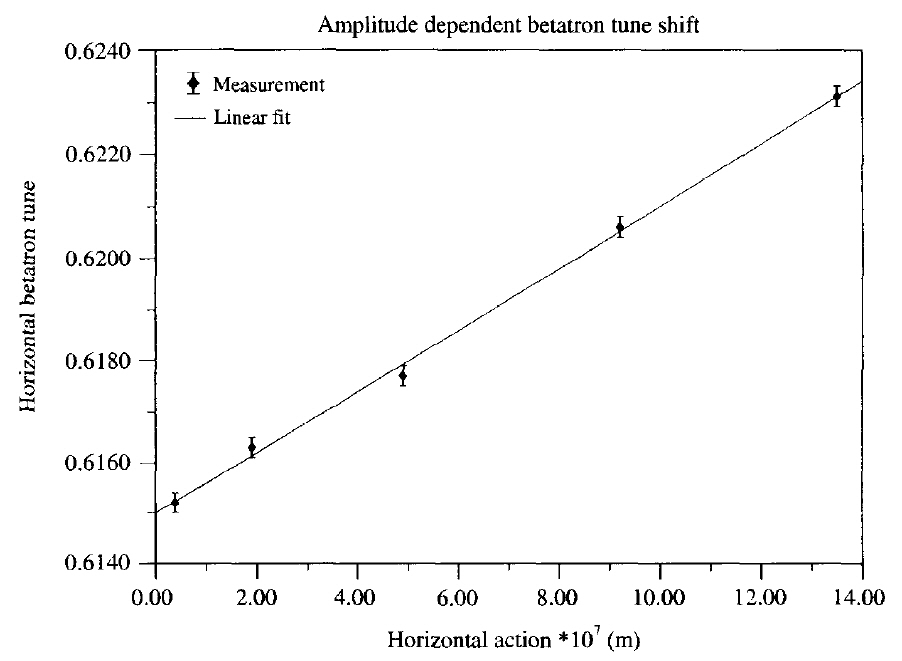 Amplitude dependent betatron tune shift
0.6240
Measurement
Linear fit
0.6220
0.6200
0.6180
0.6160
0.6140
Horizontal betatron tune
0.00 2.00 4.00 6.00 8.00 10.00 12.00 14.00
Horizontal action *10⁷ (m)